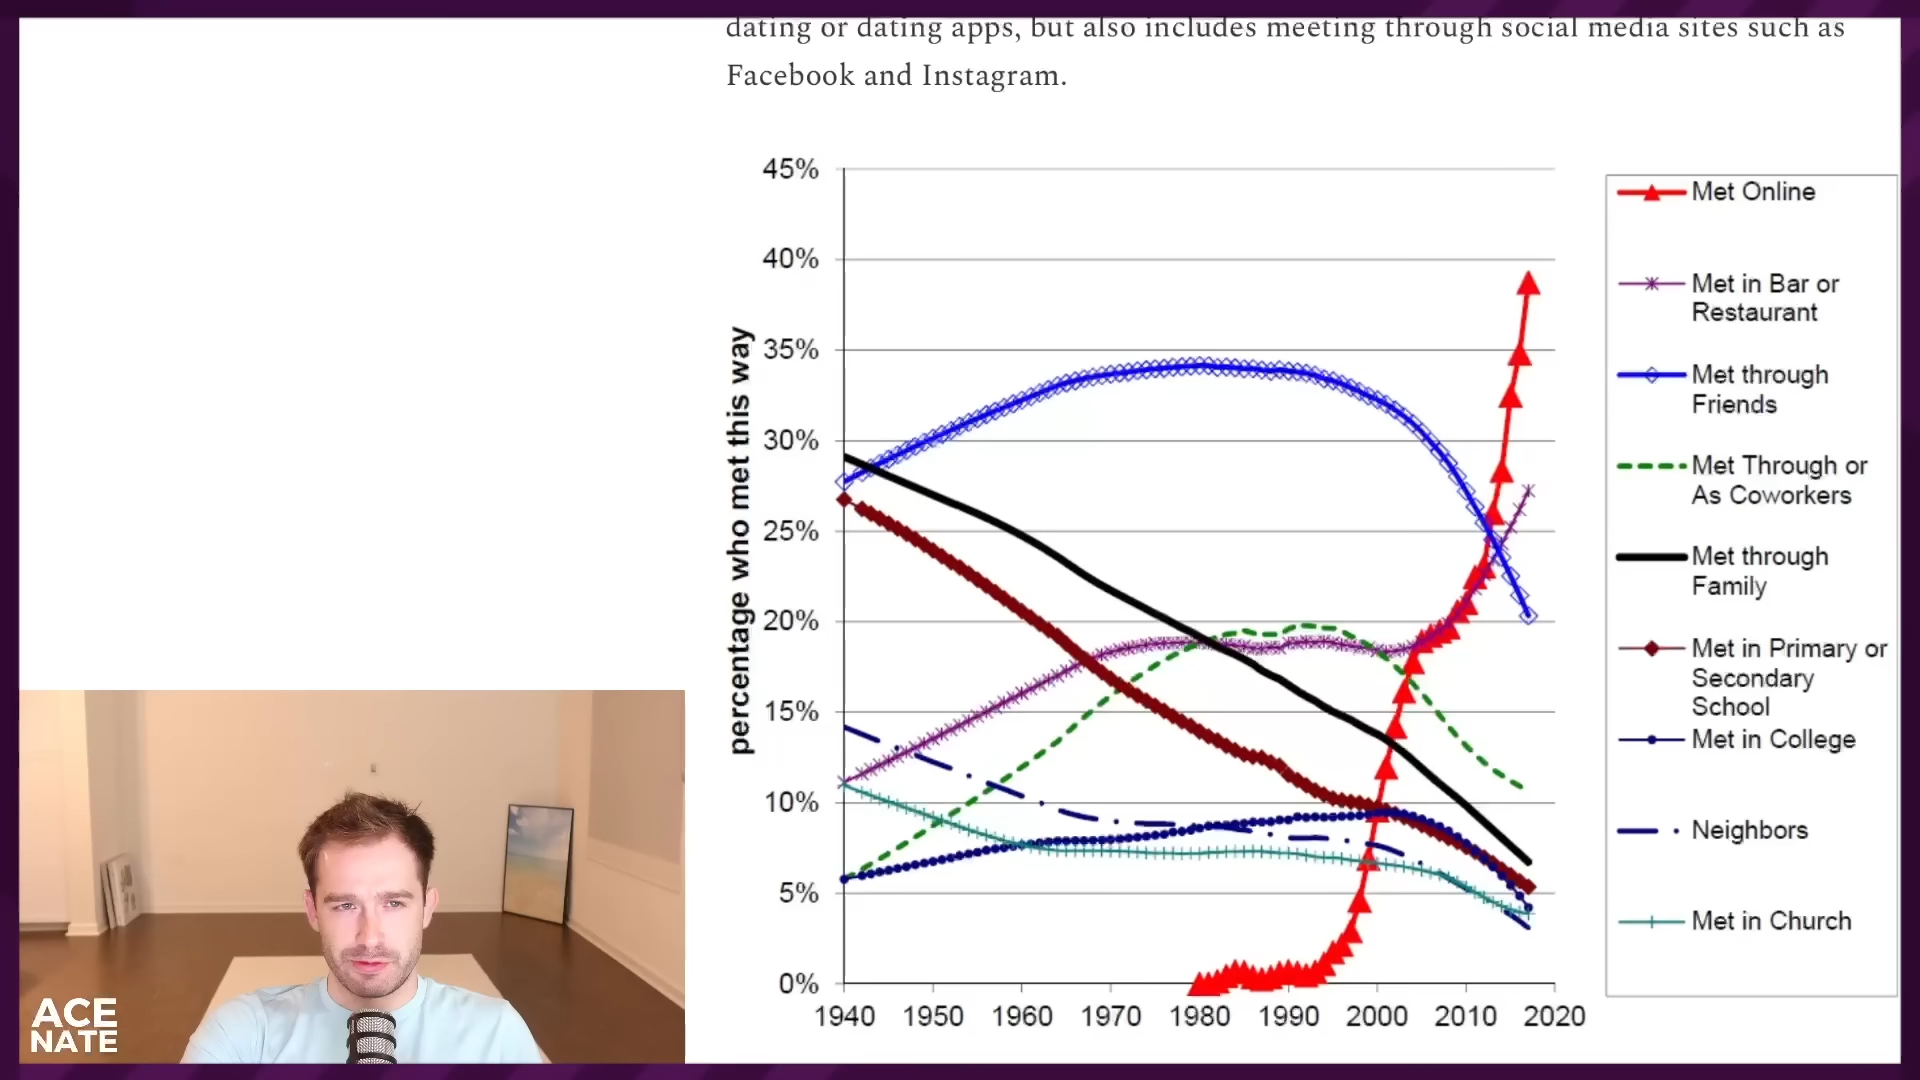 dating or dating apps, but also includes meeting through social media sites such as
Facebook and Instagram.
45%
40%
35%
30%
25%
20%
15%
10%
5%
0%
percentage who met this way
1940 1950 1960 1970 1980 1990 2000 2010 2020
Met Online
Met in Bar or
Restaurant
Met through
Friends
Met Through or
As Coworkers
Met through
Family
Met in Primary or
Secondary
School
Met in College
Neighbors
Met in Church
ACE
NATE